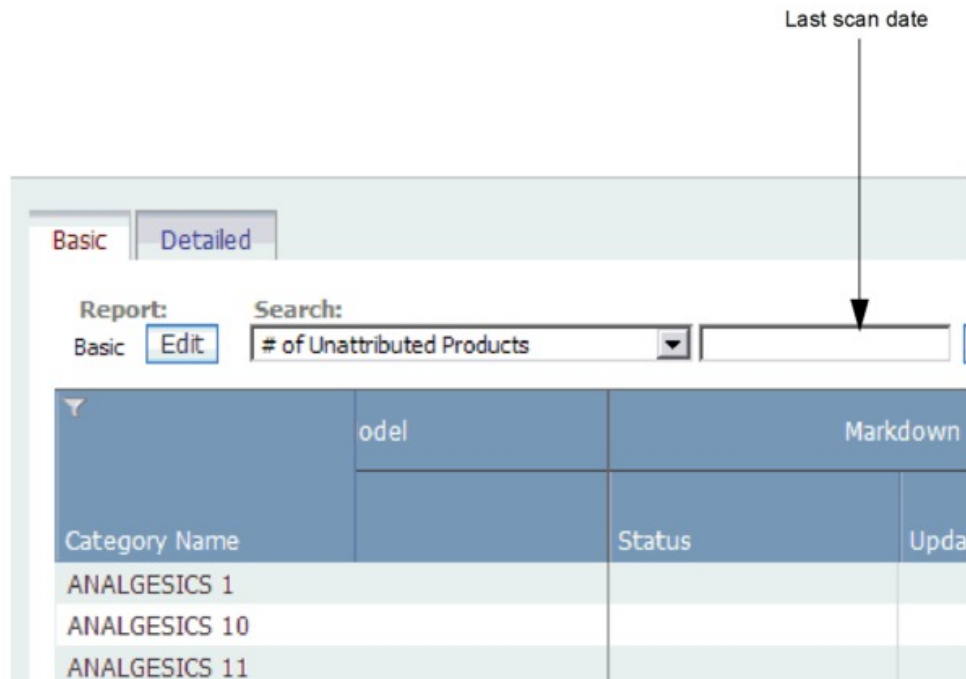 Last scan date
Basic Detailed
Report: Search:
Basic Edit # of Unattributed Products
odel Markdown
Category Name Status Upda
ANALGESICS 1
ANALGESICS 10
ANALGESICS 11